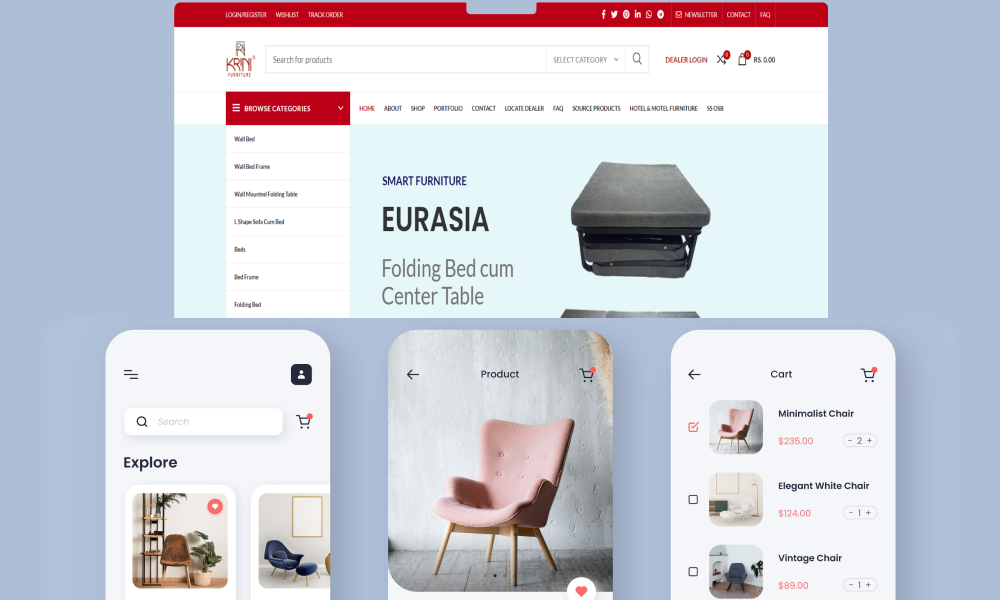 LOGIN/REGISTER WISHLIST TRACK ORDER NEWSLETTER CONTACT FAQ
KRINI
FURNITURE
Search for products SELECT CATEGORY DEALER LOGIN 0 0 RS. 0.00
BROWSE CATEGORIES HOME ABOUT SHOP PORTFOLIO CONTACT LOCATE DEALER FAQ SOURCE PRODUCTS HOTEL & MOTEL FURNITURE SS OSB
Wall Bed
Wall Bed Frame
Wall Mounted Folding Table
L Shape Sofa Cum Bed
Beds
Bed Frame
Folding Bed
SMART FURNITURE
EURASIA
Folding Bed cum
Center Table
Search
Explore
Product
Cart
Minimalist Chair
$235.00 - 2 +
Elegant White Chair
$124.00 - 1 +
Vintage Chair
$89.00 - 1 +